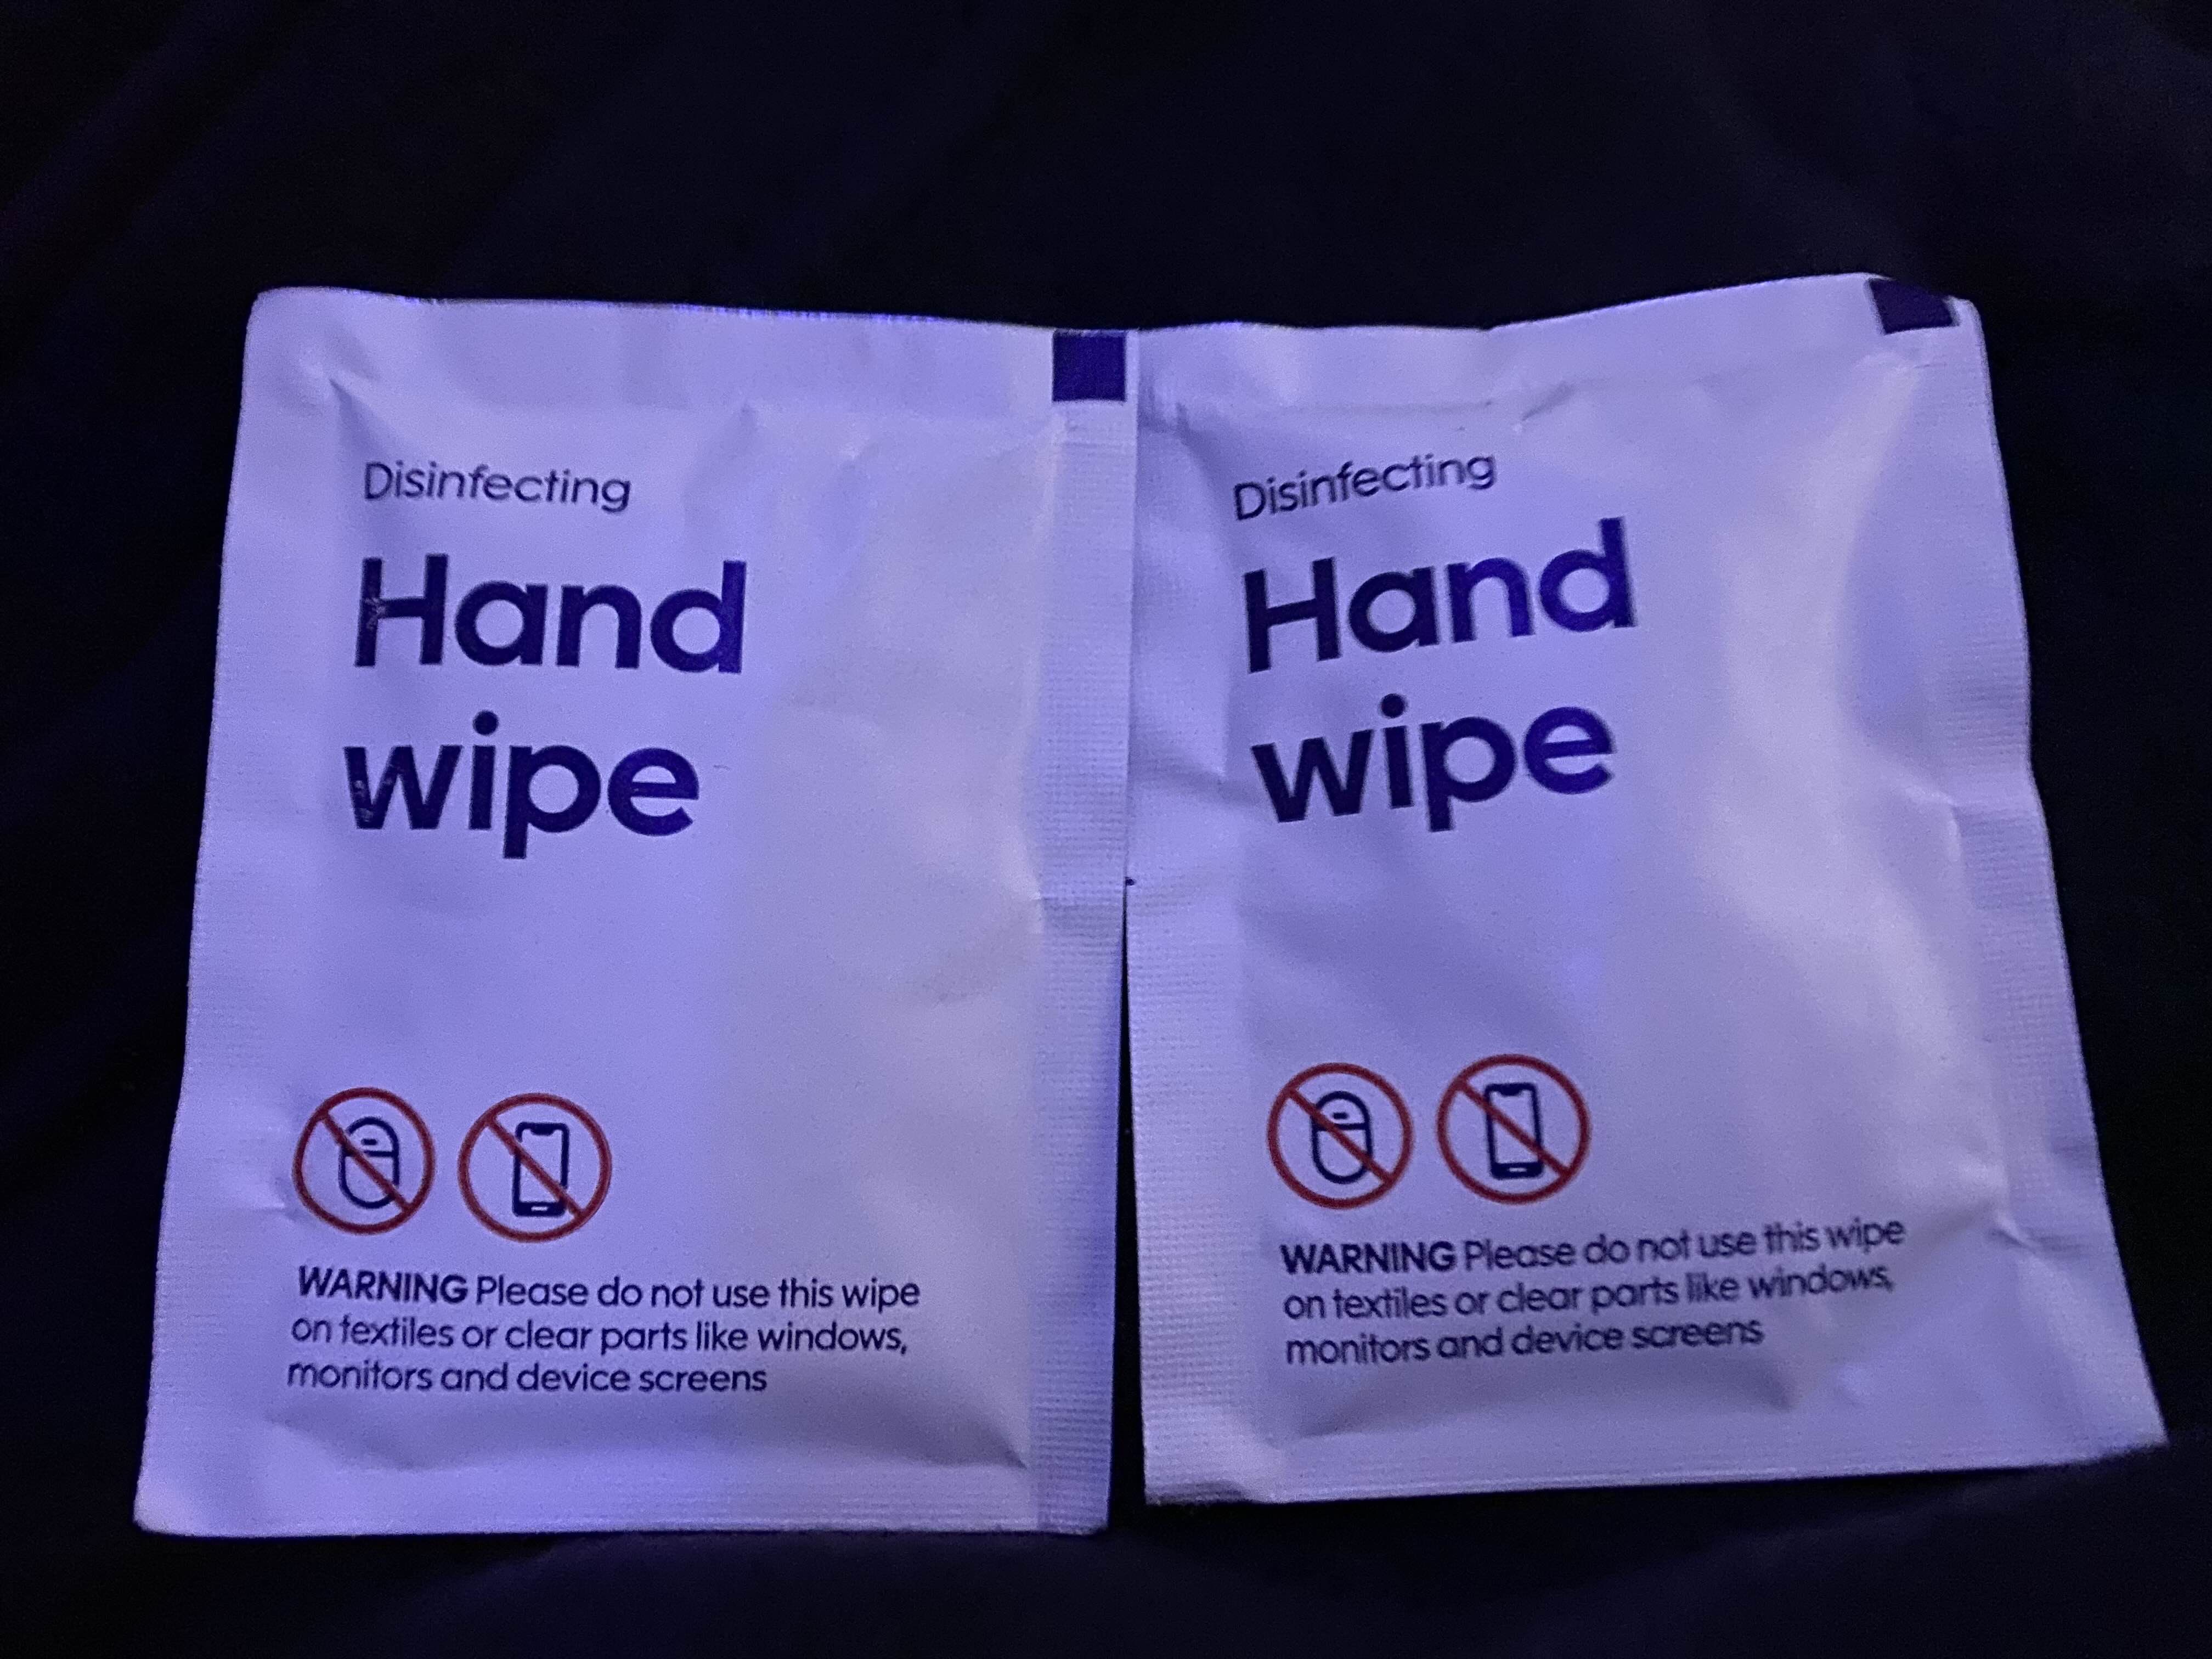 Disinfecting
Hand
wipe
WARNING Please do not use this wipe
on textiles or clear parts like windows,
monitors and device screens
Disinfecting
Hand
wipe
WARNING Please do not use this wipe
on textiles or clear parts like windows,
monitors and device screens